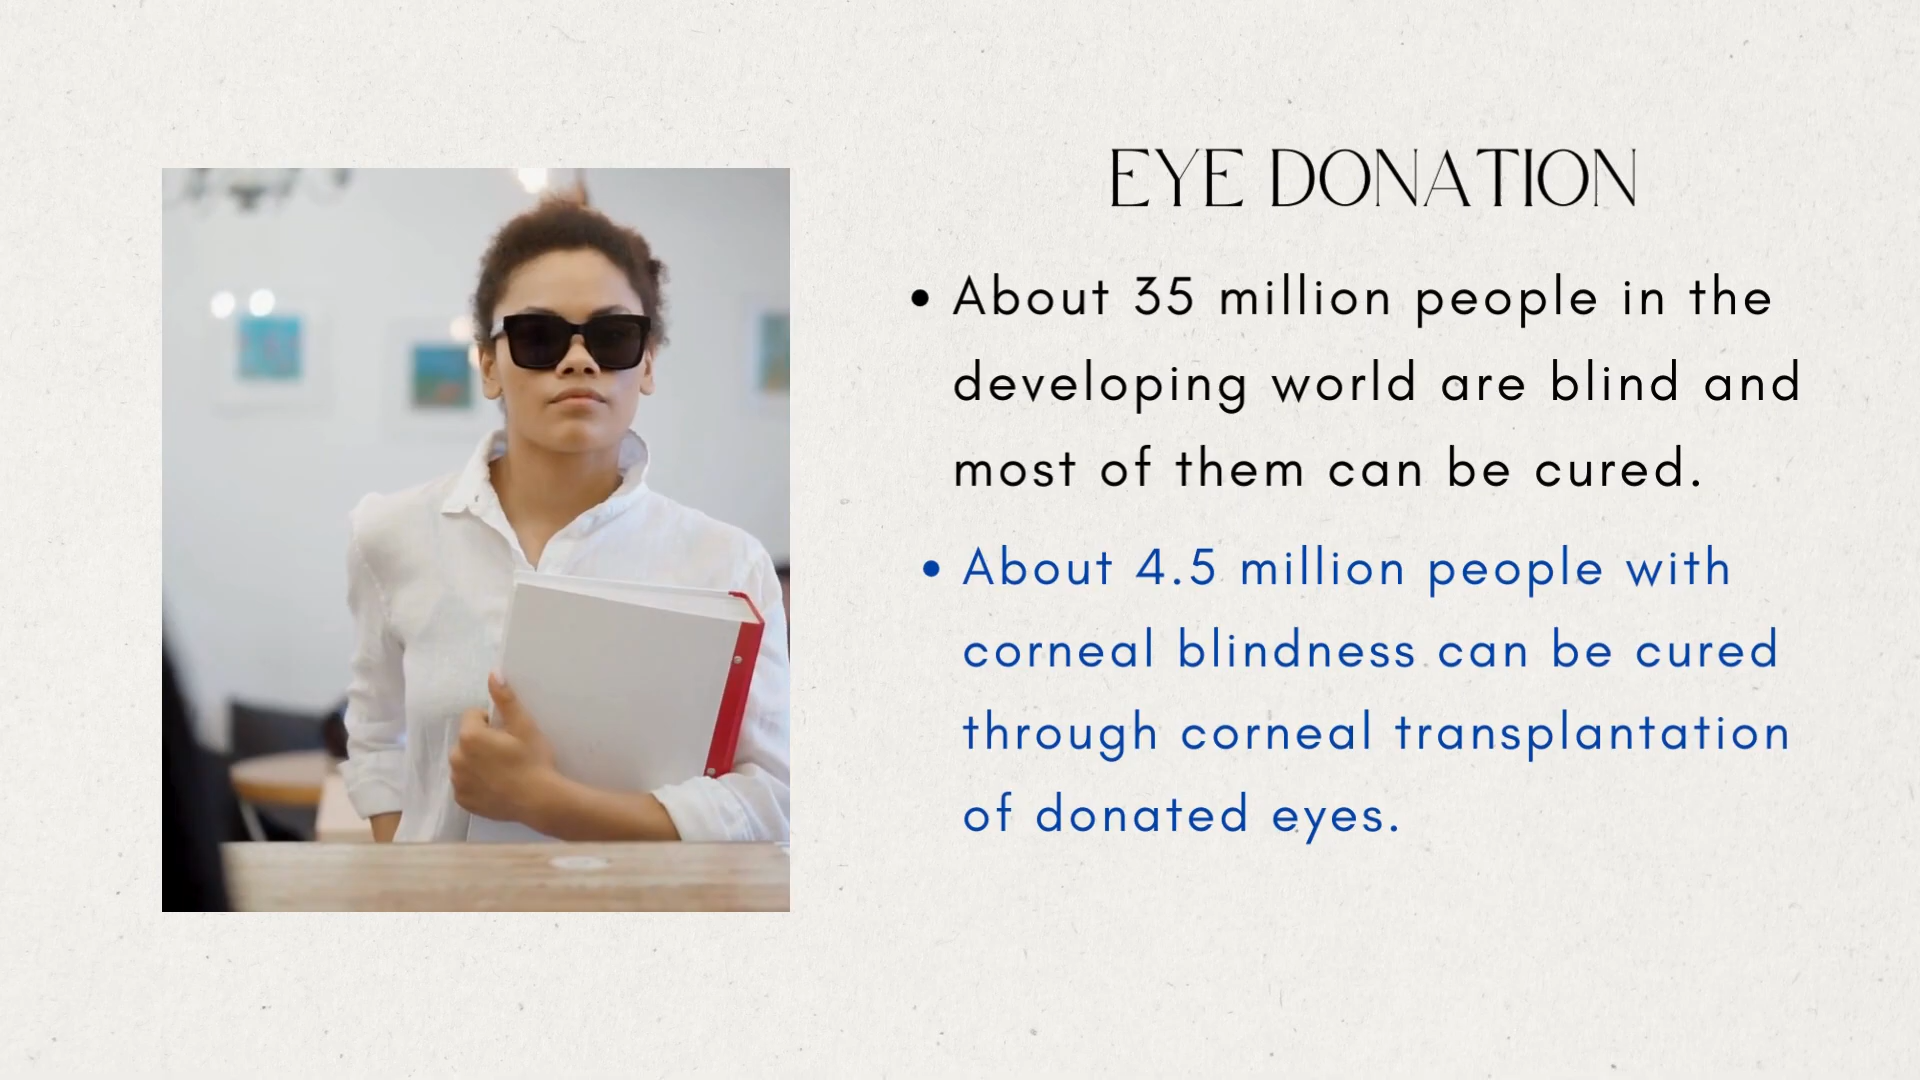 EYE DONATION
• About 35 million people in the
developing world are blind and
most of them can be cured.
• About 4.5 million people with
corneal blindness can be cured
through corneal transplantation
of donated eyes.